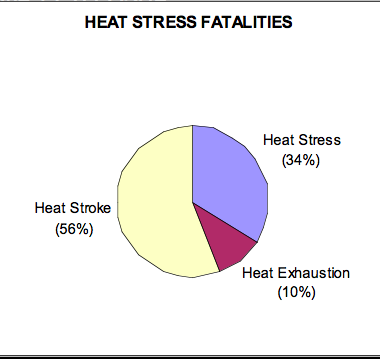 HEAT STRESS FATALITIES
Heat Stress
(34%)
Heat Stroke
(56%)
Heat Exhaustion
(10%)